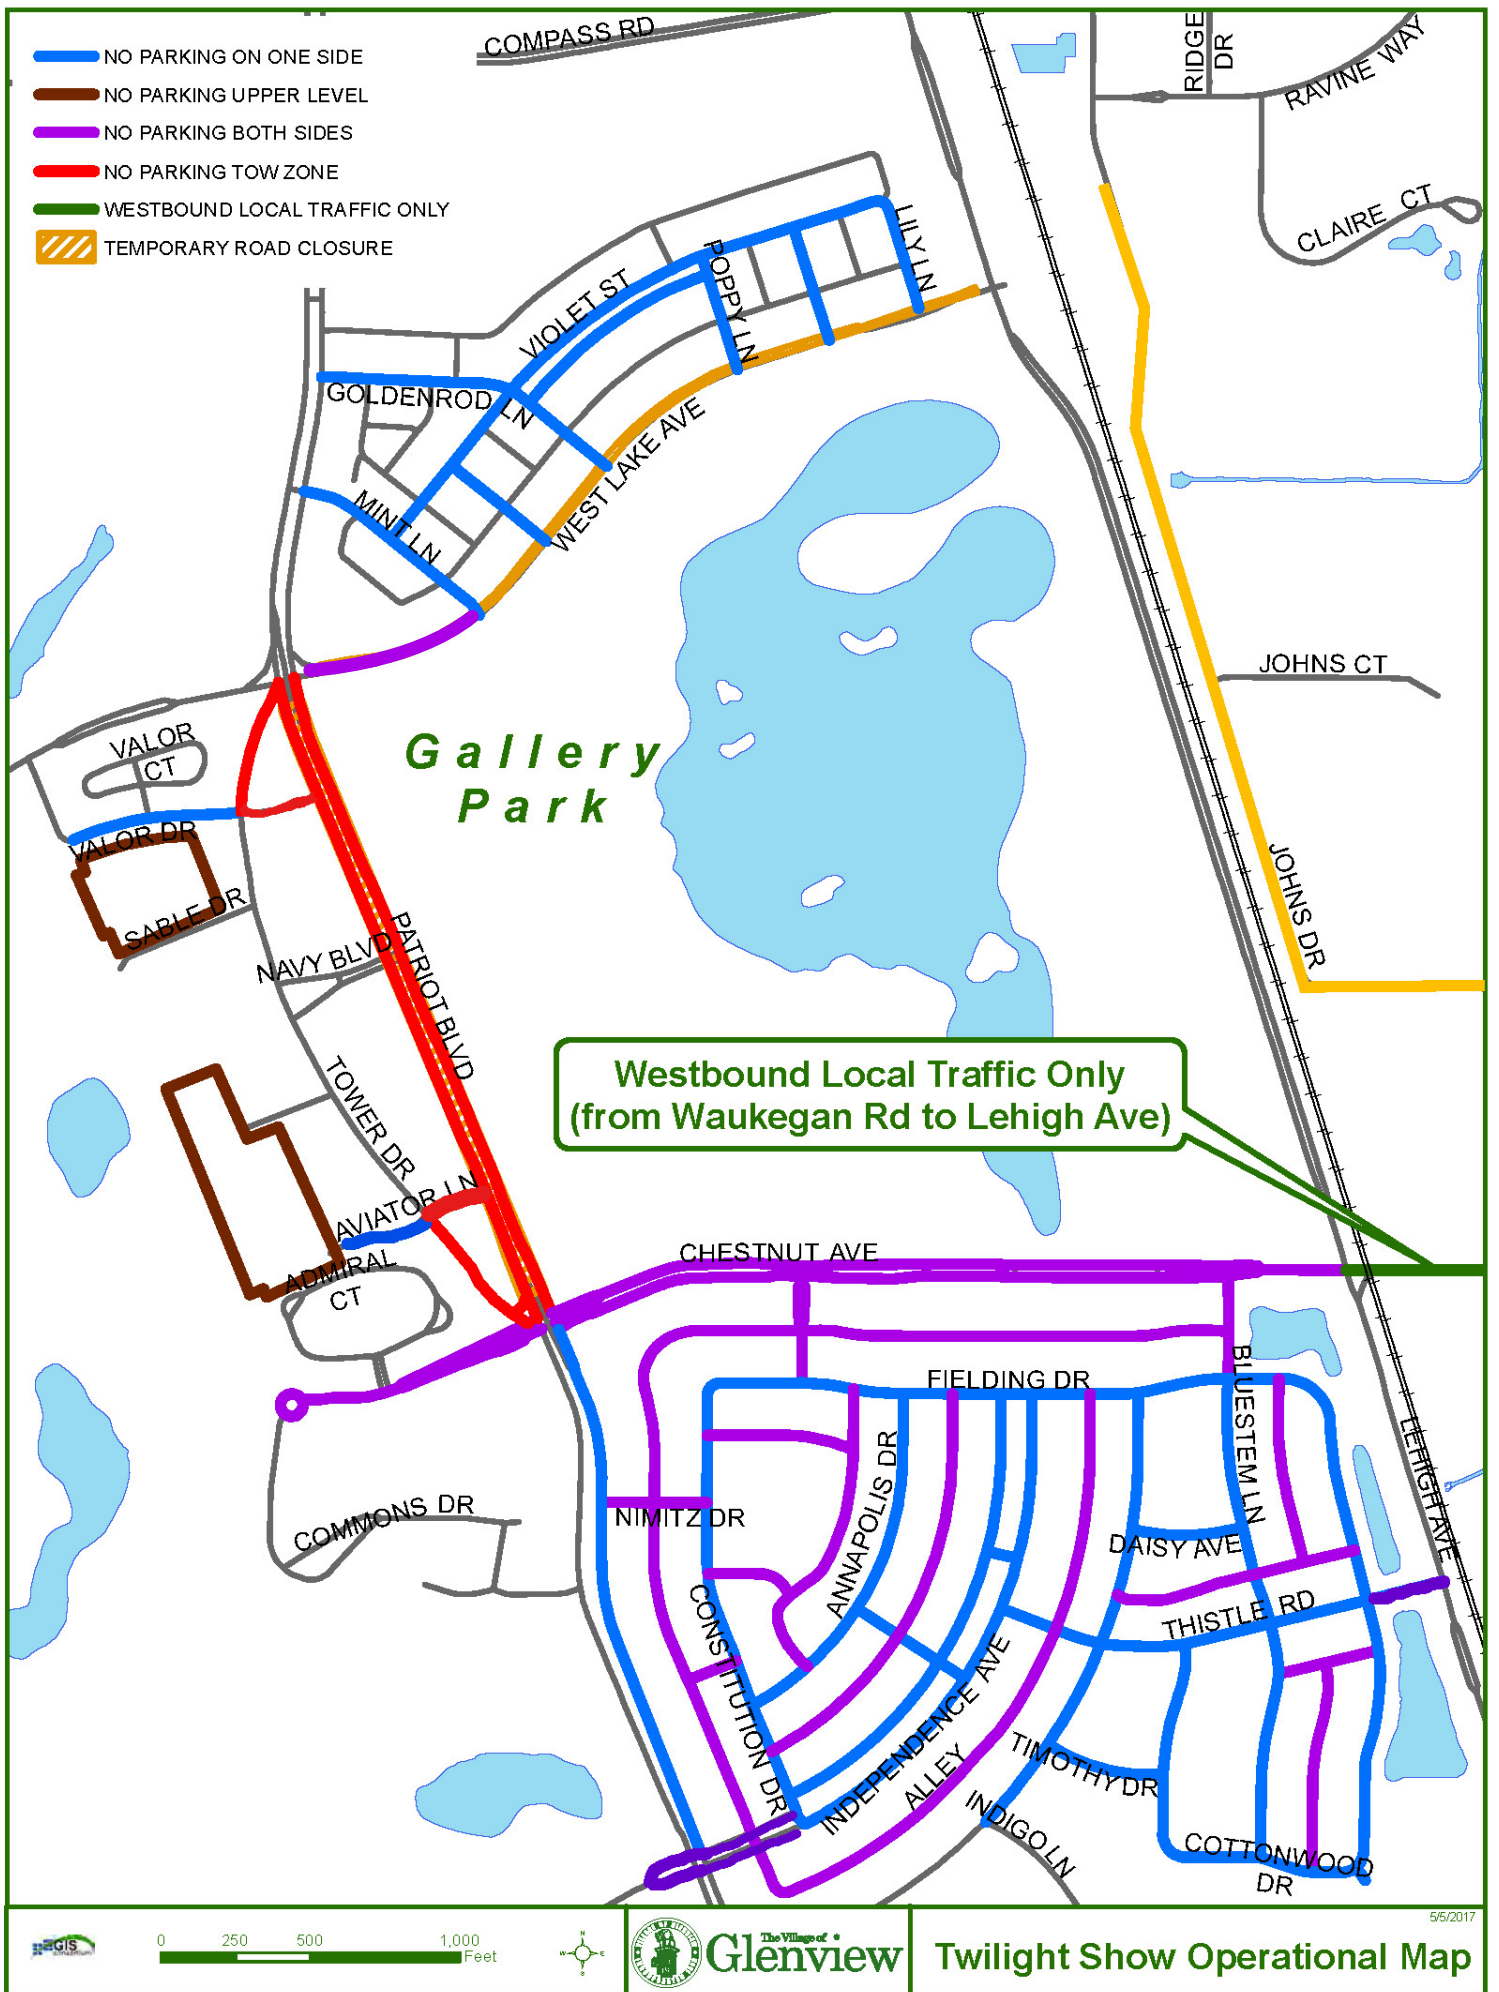 COMPASS RD
RIDGE
DR
RAVINE WAY
NO PARKING ON ONE SIDE
NO PARKING UPPER LEVEL
NO PARKING BOTH SIDES
NO PARKING TOW ZONE
WESTBOUND LOCAL TRAFFIC ONLY
TEMPORARY ROAD CLOSURE
CLAIRE CT
LILY LN
POPPY LN
VIOLET ST
GOLDENROD LN
WEST LAKE AVE
MINT LN
JOHNS CT
VALOR
CT
Gallery
Park
VALOR DR
SABLE DR
JOHNS DR
NAVY BLVD
PATRIOT BLVD
TOWER DR
Westbound Local Traffic Only
(from Waukegan Rd to Lehigh Ave)
AVIATOR LN
ADMIRAL
CT
CHESTNUT AVE
FIELDING DR
BLUESTEM LN
LEHIGH AVE
ANNAPOLIS DR
COMMONS DR
NIMITZ DR
DAISY AVE
THISTLE RD
CONSTITUTION DR
INDEPENDENCE AVE
ALLEY
TIMOTHY DR
INDIGO LN
COTTONWOOD
DR
5/5/2017
GIS
0 250 500 1,000
Feet
N
W E
S
The Village of
Glenview
Twilight Show Operational Map